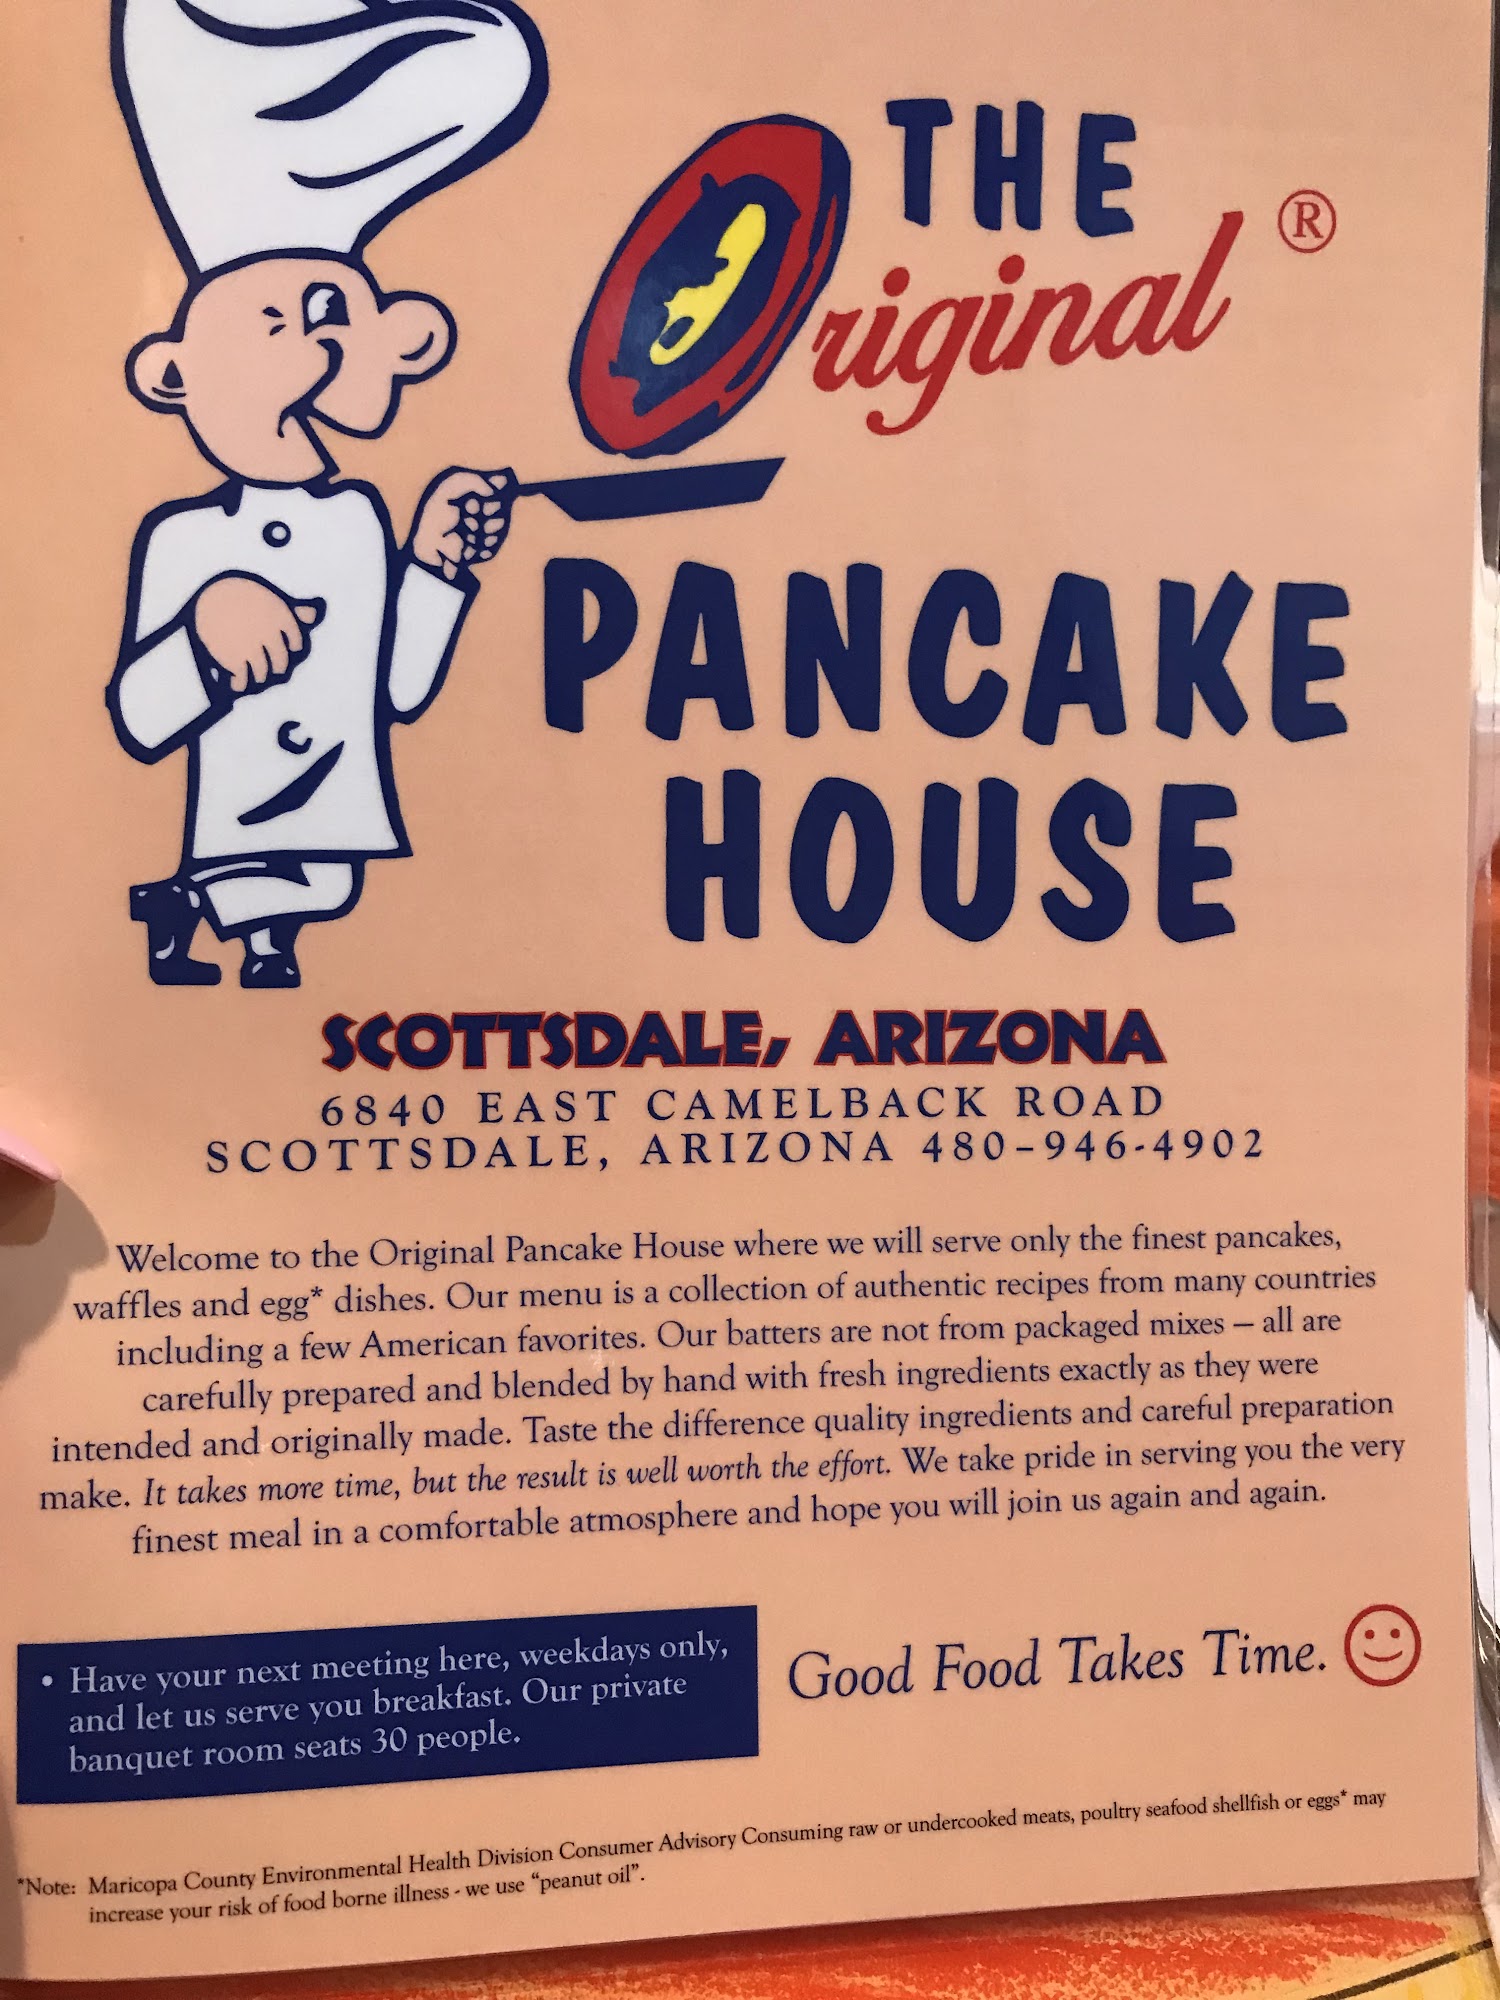 THE
Original ®
PANCAKE
HOUSE
SCOTTSDALE, ARIZONA
6840 EAST CAMELBACK ROAD
SCOTTSDALE, ARIZONA 480-946-4902
Welcome to the Original Pancake House where we will serve only the finest pancakes,
waffles and egg* dishes. Our menu is a collection of authentic recipes from many countries
including a few American favorites. Our batters are not from packaged mixes – all are
carefully prepared and blended by hand with fresh ingredients exactly as they were
intended and originally made. Taste the difference quality ingredients and careful preparation
make. It takes more time, but the result is well worth the effort. We take pride in serving you the very
finest meal in a comfortable atmosphere and hope you will join us again and again.
• Have your next meeting here, weekdays only,
and let us serve you breakfast. Our private
banquet room seats 30 people.
Good Food Takes Time.
*Note: Maricopa County Environmental Health Division Consumer Advisory Consuming raw or undercooked meats, poultry seafood shellfish or eggs* may
increase your risk of food borne illness - we use “peanut oil”.